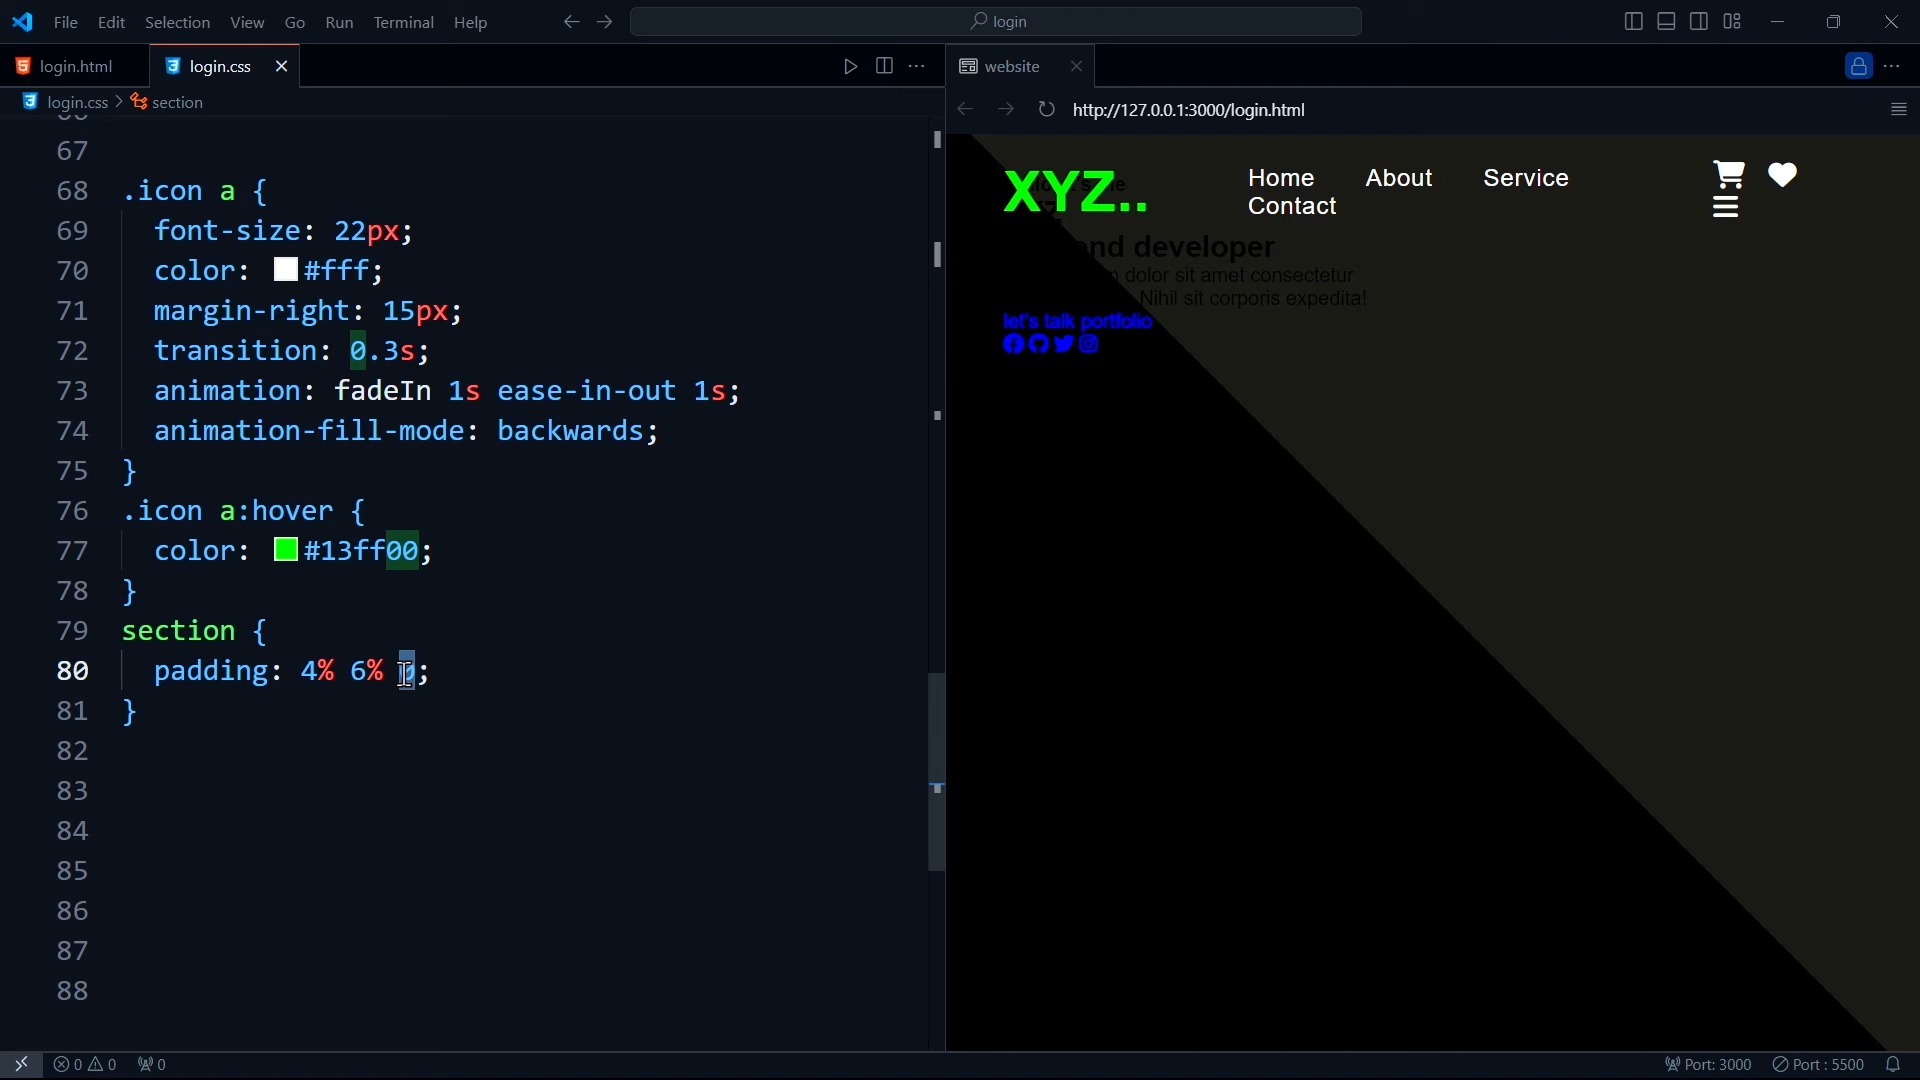 File Edit Selection View Go Run Terminal Help
login
login.html
login.css
website
login.css > section
http://127.0.0.1:3000/login.html
67
68 .icon a {
69 font-size: 22px;
70 color: #fff;
71 margin-right: 15px;
72 transition: 0.3s;
73 animation: fadeIn 1s ease-in-out 1s;
74 animation-fill-mode: backwards;
75 }
76 .icon a:hover {
77 color: #13ff00;
78 }
79 section {
80 padding: 4% 6% 0;
81 }
82
83
84
85
86
87
88
XYZ..
Home About Service
Contact
developer
dolor sit amet consectetur
Nihil sit corporis expedita!
let's talk portfolio
0 0 0
Port: 3000 Port : 5500